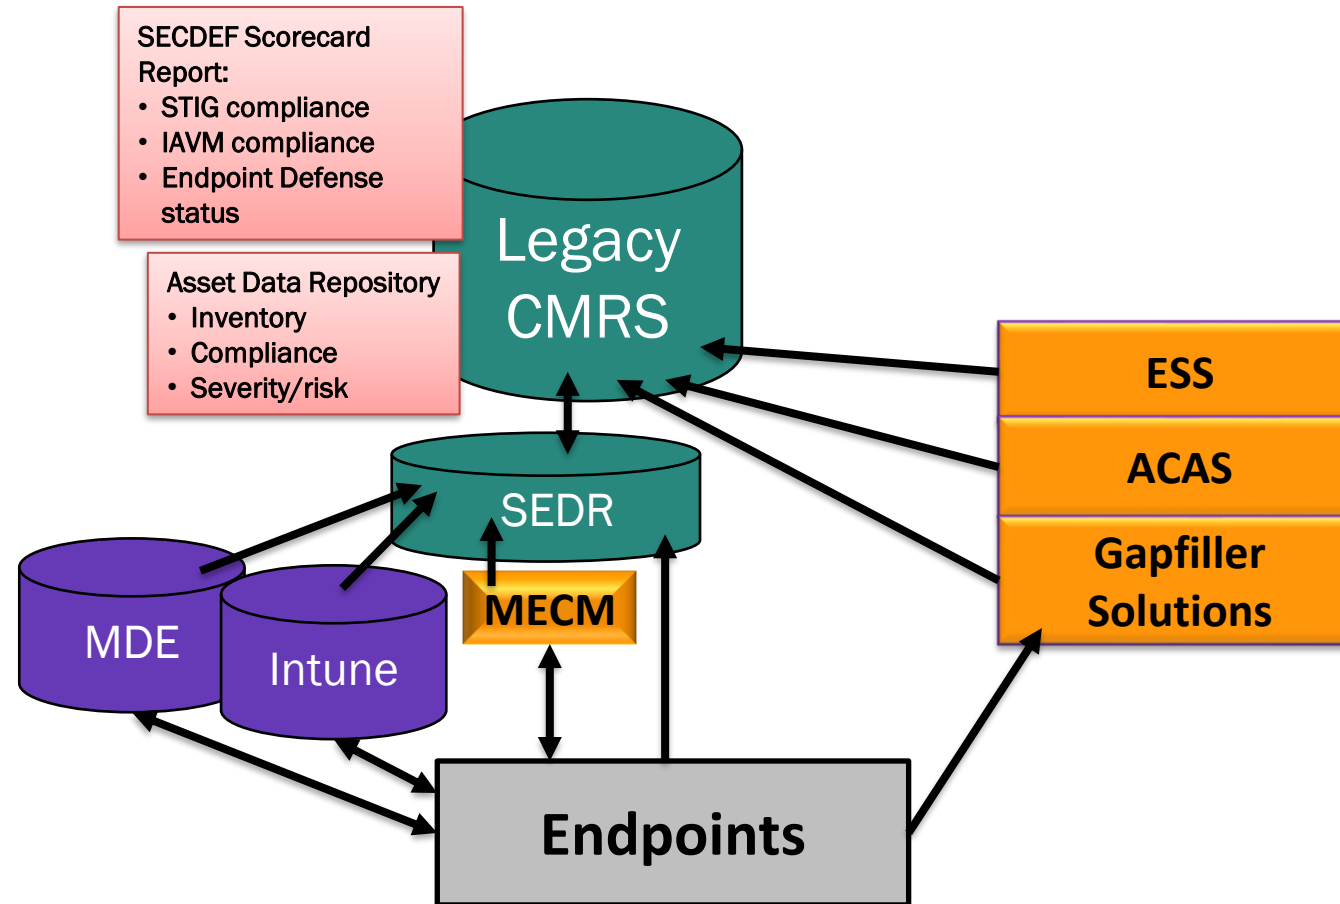 SECDEF Scorecard
Report:
• STIG compliance
• IAVM compliance
• Endpoint Defense
status
Legacy
CMRS
Asset Data Repository
• Inventory
• Compliance
• Severity/risk
ESS
ACAS
Gapfiller
Solutions
SEDR
MDE
Intune
MECM
Endpoints